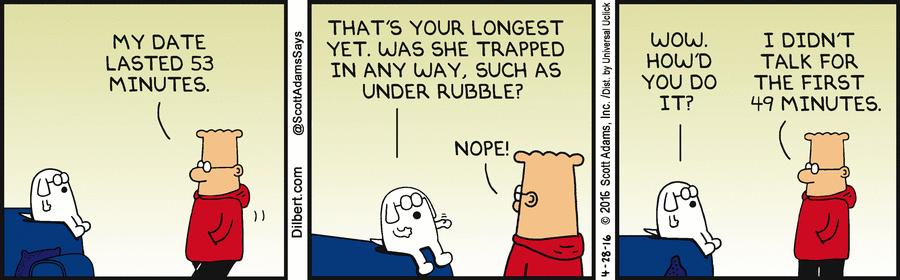 MY DATE
LASTED 53
MINUTES.
Dilbert.com @ScottAdamsSays
THAT'S YOUR LONGEST
YET. WAS SHE TRAPPED
IN ANY WAY, SUCH AS
UNDER RUBBLE?
NOPE!
4-28-16 © 2016 Scott Adams, Inc. /Dist. by Universal Uclick
WOW.
HOW'D
YOU DO
IT?
I DIDN'T
TALK FOR
THE FIRST
49 MINUTES.